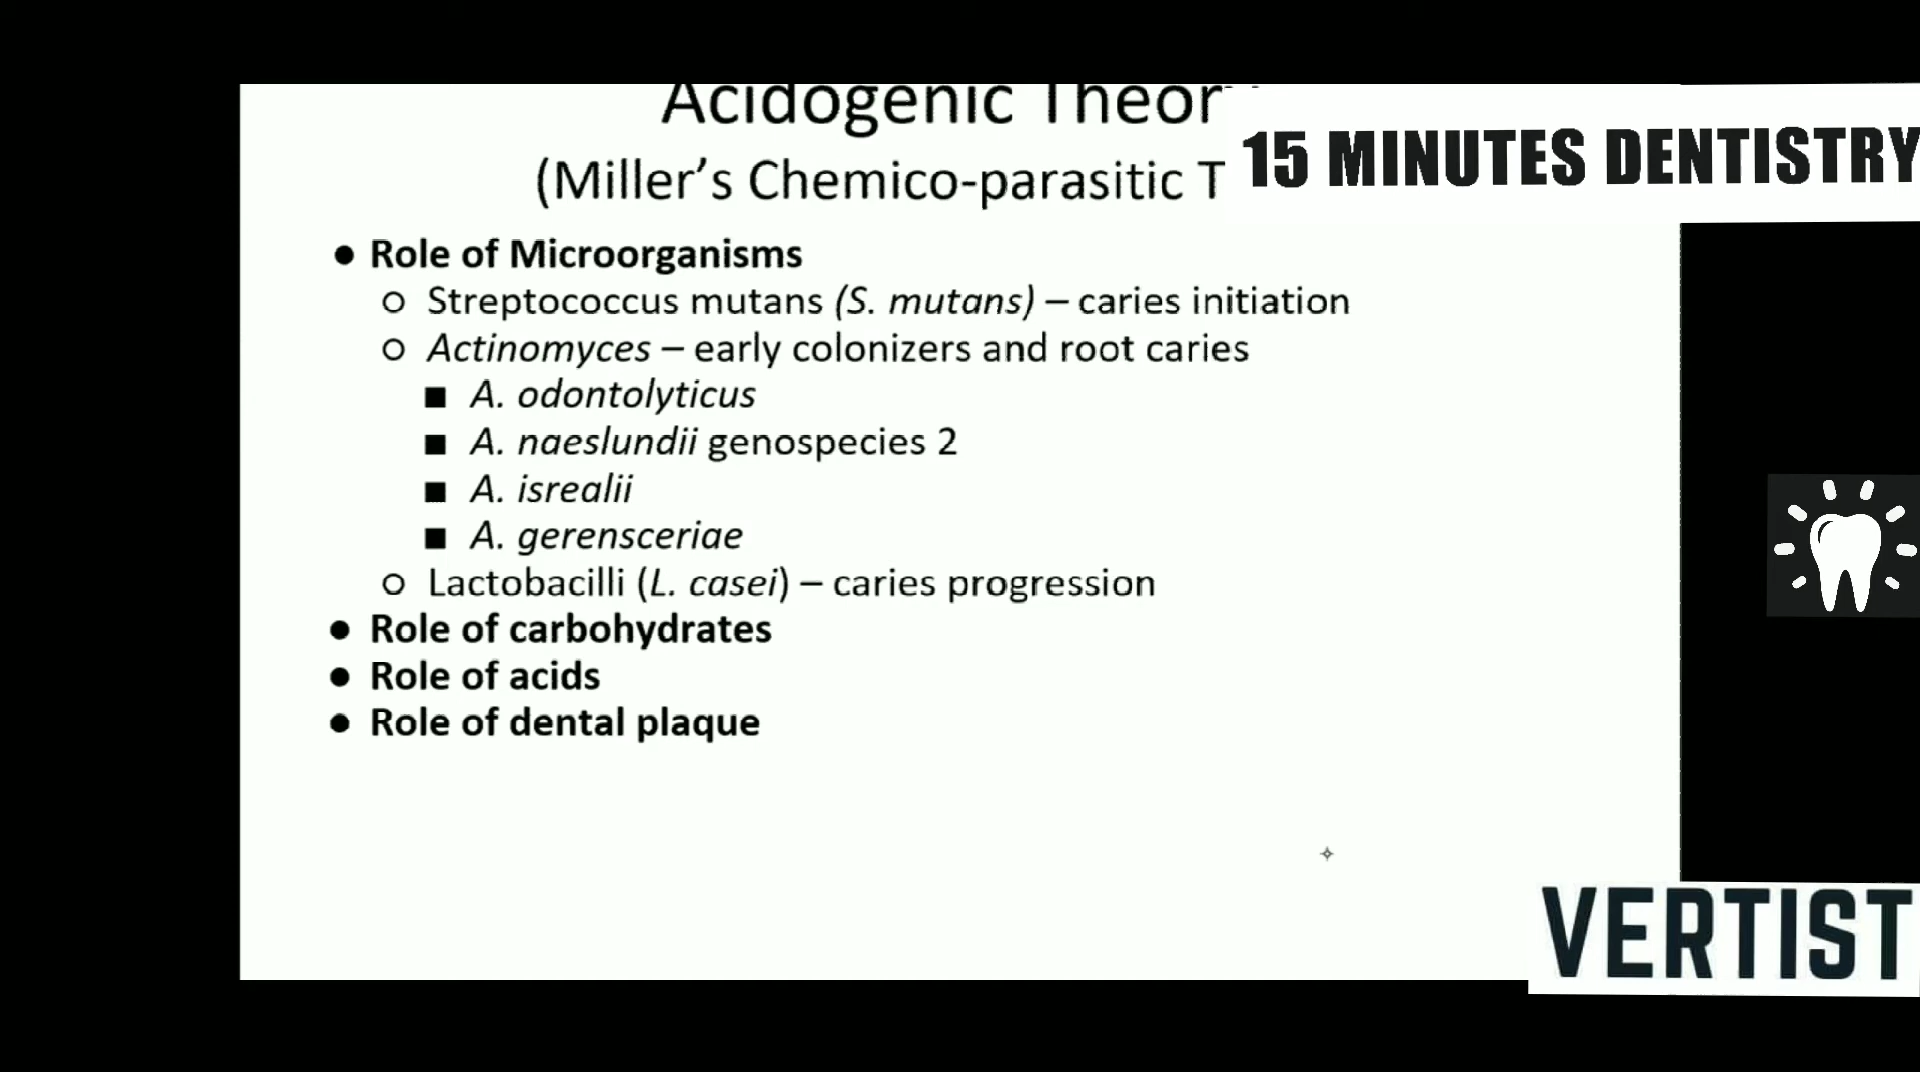 Acidogenic Theor
(Miller’s Chemico-parasitic T
15 MINUTES DENTISTRY
● Role of Microorganisms
○ Streptococcus mutans (S. mutans) – caries initiation
○ Actinomyces – early colonizers and root caries
■ A. odontolyticus
■ A. naeslundii genospecies 2
■ A. isrealii
■ A. gerensceriae
○ Lactobacilli (L. casei) – caries progression
● Role of carbohydrates
● Role of acids
● Role of dental plaque
VERTIST